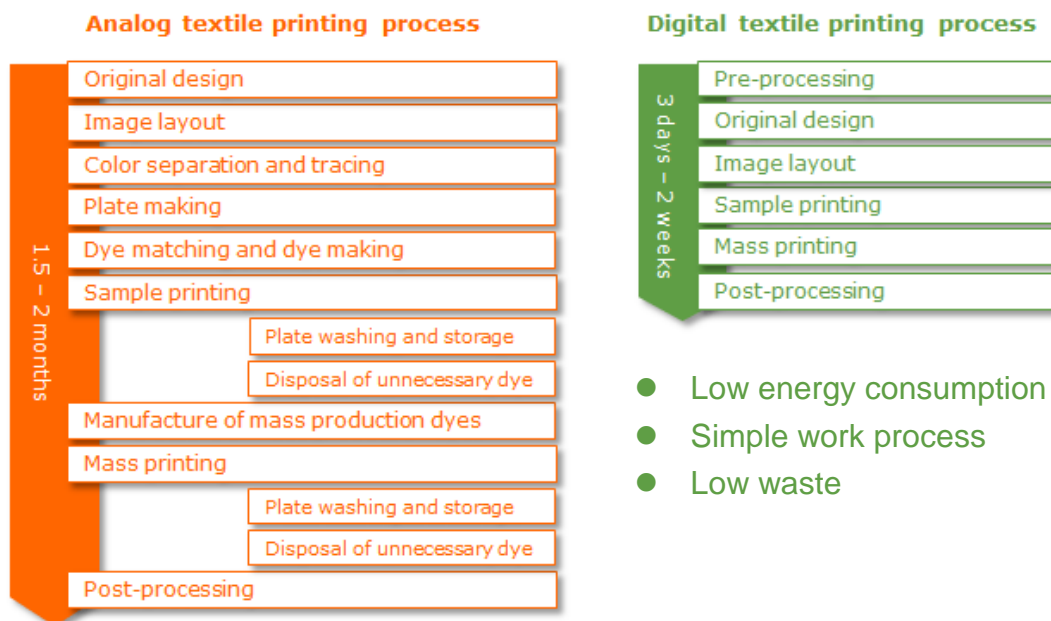 Analog textile printing process
1.5 – 2 months
Original design
Image layout
Color separation and tracing
Plate making
Dye matching and dye making
Sample printing
Plate washing and storage
Disposal of unnecessary dye
Manufacture of mass production dyes
Mass printing
Plate washing and storage
Disposal of unnecessary dye
Post-processing
Digital textile printing process
3 days – 2 weeks
Pre-processing
Original design
Image layout
Sample printing
Mass printing
Post-processing
● Low energy consumption
● Simple work process
● Low waste